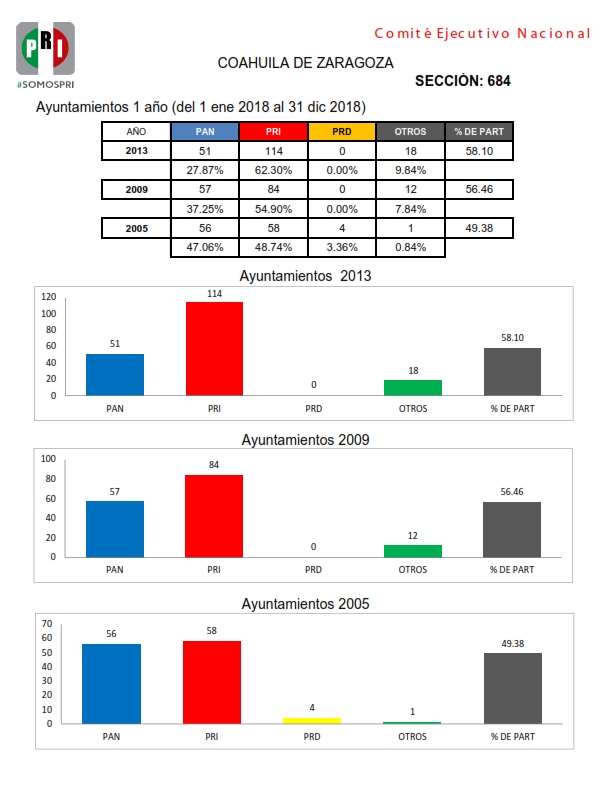 PRI
#SOMOSPRI
Comité Ejecutivo Nacional
COAHUILA DE ZARAGOZA
SECCIÓN: 684
Ayuntamientos 1 año (del 1 ene 2018 al 31 dic 2018)
AÑO PAN PRI PRD OTROS % DE PART
2013 51 114 0 18 58.10
27.87% 62.30% 0.00% 9.84%
2009 57 84 0 12 56.46
37.25% 54.90% 0.00% 7.84%
2005 56 58 4 1 49.38
47.06% 48.74% 3.36% 0.84%
Ayuntamientos 2013
120
100
80
60
40
20
0
51 114 0 18 58.10
PAN PRI PRD OTROS % DE PART
Ayuntamientos 2009
100
80
60
40
20
0
57 84 0 12 56.46
PAN PRI PRD OTROS % DE PART
Ayuntamientos 2005
70
60
50
40
30
20
10
0
56 58 4 1 49.38
PAN PRI PRD OTROS % DE PART